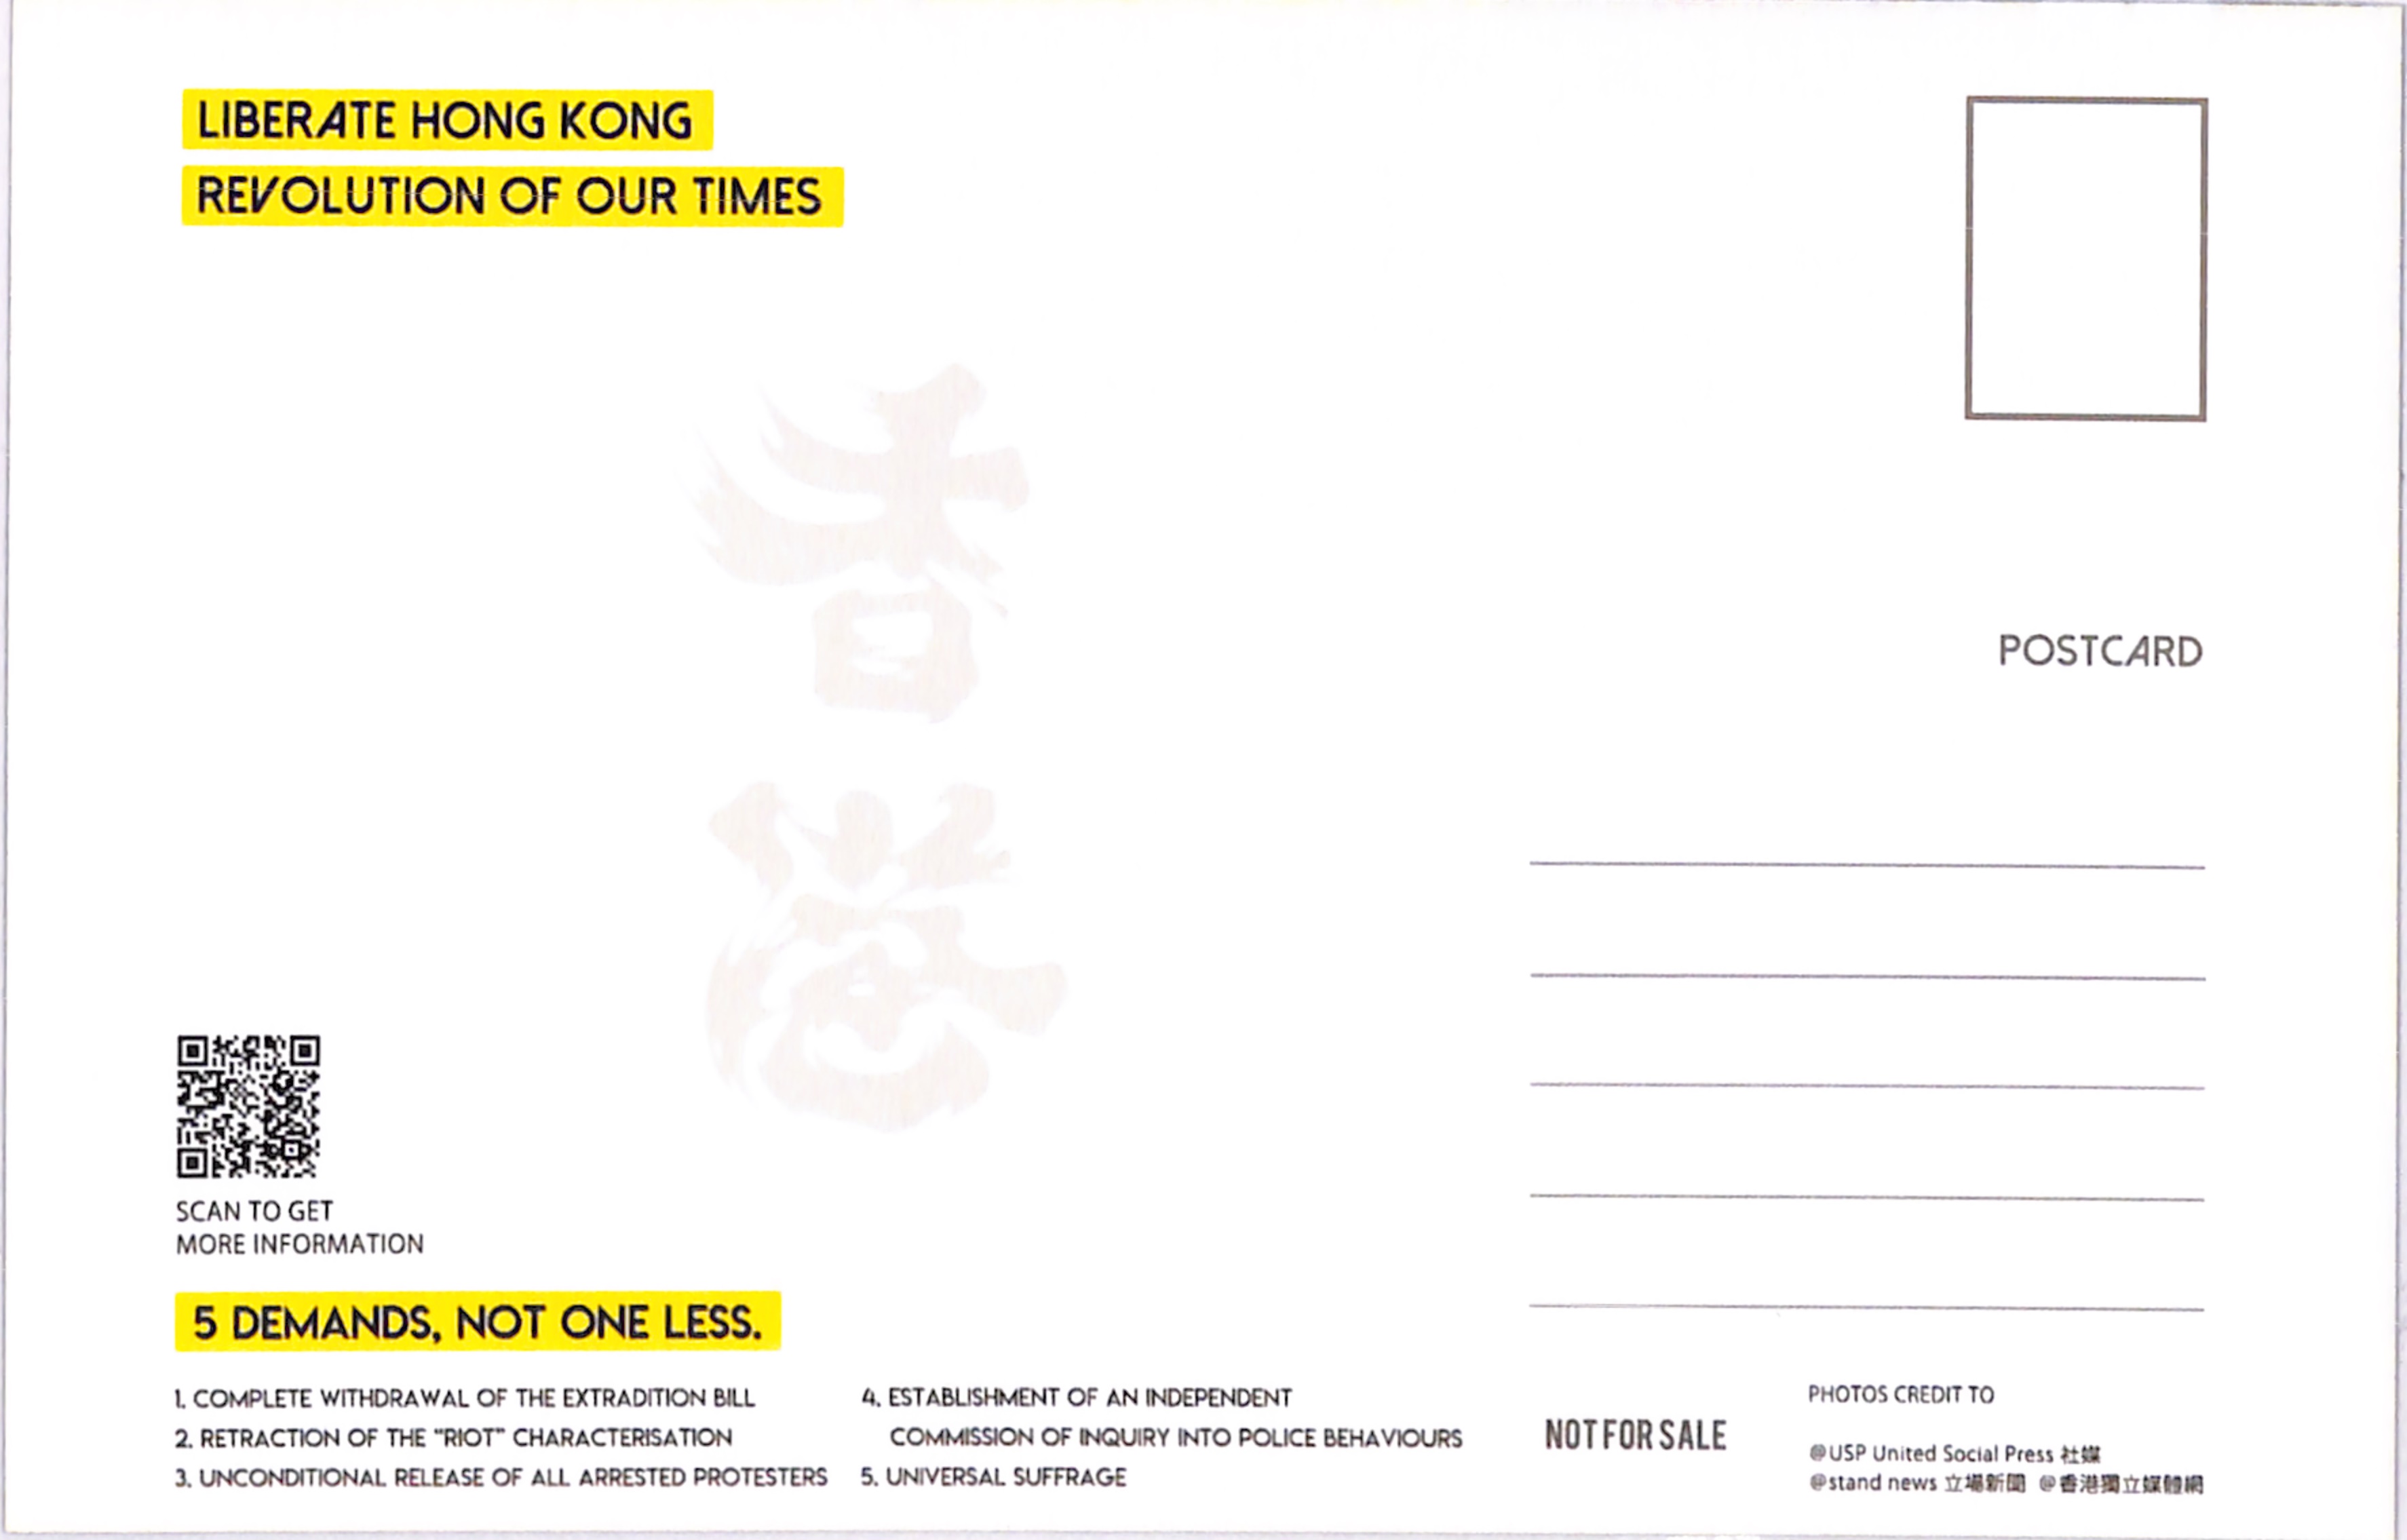 LIBERATE HONG KONG
REVOLUTION OF OUR TIMES
香
港
POSTCARD
SCAN TO GET
MORE INFORMATION
5 DEMANDS, NOT ONE LESS.
1. COMPLETE WITHDRAWAL OF THE EXTRADITION BILL
2. RETRACTION OF THE "RIOT" CHARACTERISATION
3. UNCONDITIONAL RELEASE OF ALL ARRESTED PROTESTERS
4. ESTABLISHMENT OF AN INDEPENDENT
COMMISSION OF INQUIRY INTO POLICE BEHAVIOURS
5. UNIVERSAL SUFFRAGE
NOT FOR SALE
PHOTOS CREDIT TO
@USP United Social Press 社媒
@stand news 立場新聞 @香港獨立媒體網